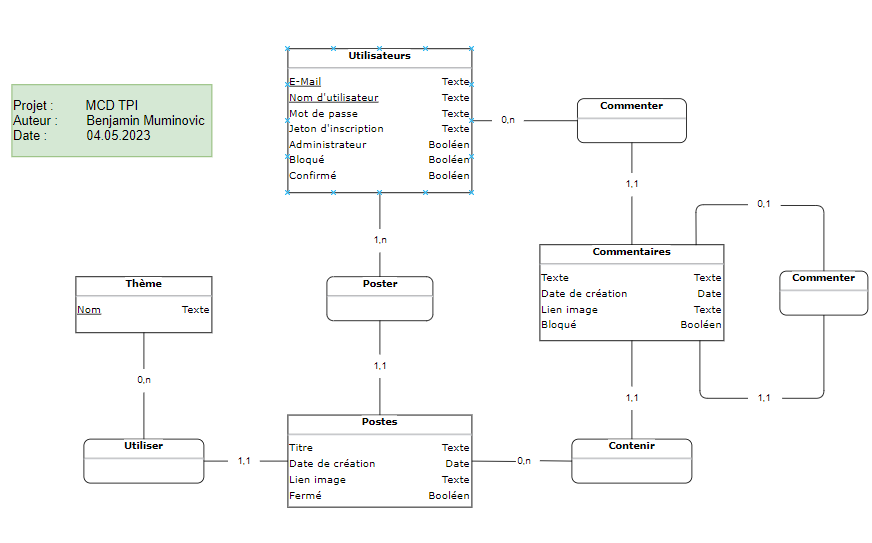 Projet : MCD TPI
Auteur : Benjamin Muminovic
Date : 04.05.2023
Utilisateurs
E-Mail Texte
Nom d'utilisateur Texte
Mot de passe Texte
Jeton d'inscription Texte
Administrateur Booléen
Bloqué Booléen
Confirmé Booléen
0,n
Commenter
1,1
1,n
Poster
1,1
Commentaires
Texte Texte
Date de création Date
Lien image Texte
Bloqué Booléen
0,1
Commenter
1,1
Thème
Nom Texte
0,n
Utiliser
1,1
Postes
Titre Texte
Date de création Date
Lien image Texte
Fermé Booléen
0,n
Contenir
1,1